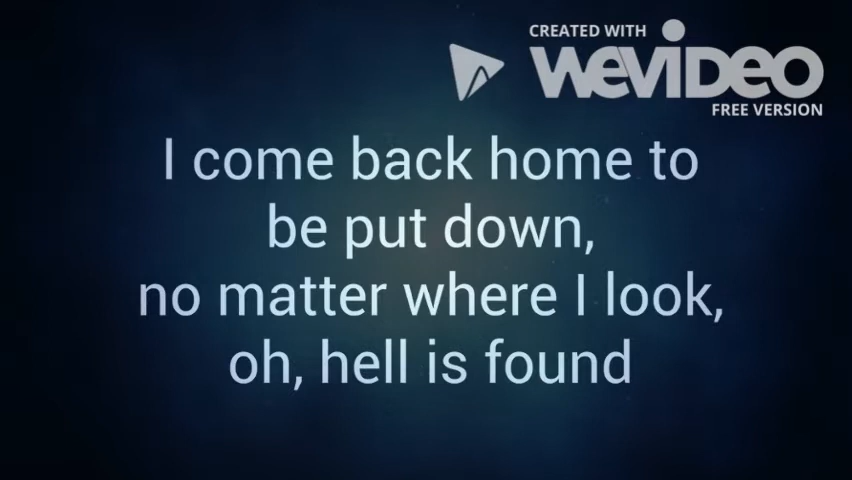 CREATED WITH
WEVIDEO
FREE VERSION
I come back home to
be put down,
no matter where I look,
oh, hell is found